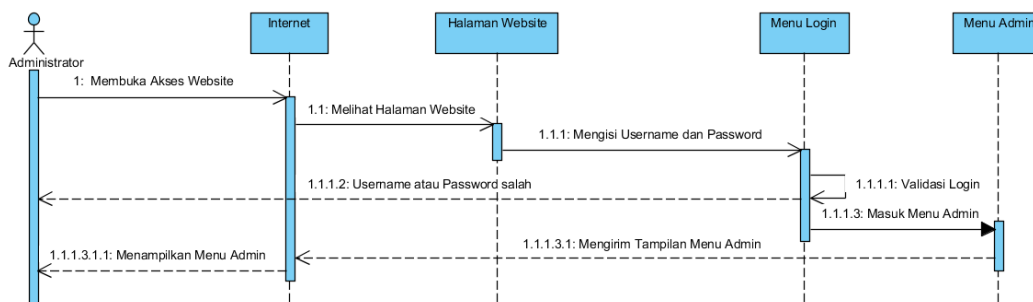 Internet
Halaman Website
Menu Login
Menu Admin
Administrator
1: Membuka Akses Website
1.1: Melihat Halaman Website
1.1.1: Mengisi Username dan Password
1.1.1.2: Username atau Password salah
1.1.1.1: Validasi Login
1.1.1.3: Masuk Menu Admin
1.1.1.3.1: Mengirim Tampilan Menu Admin
1.1.1.3.1.1: Menampilkan Menu Admin